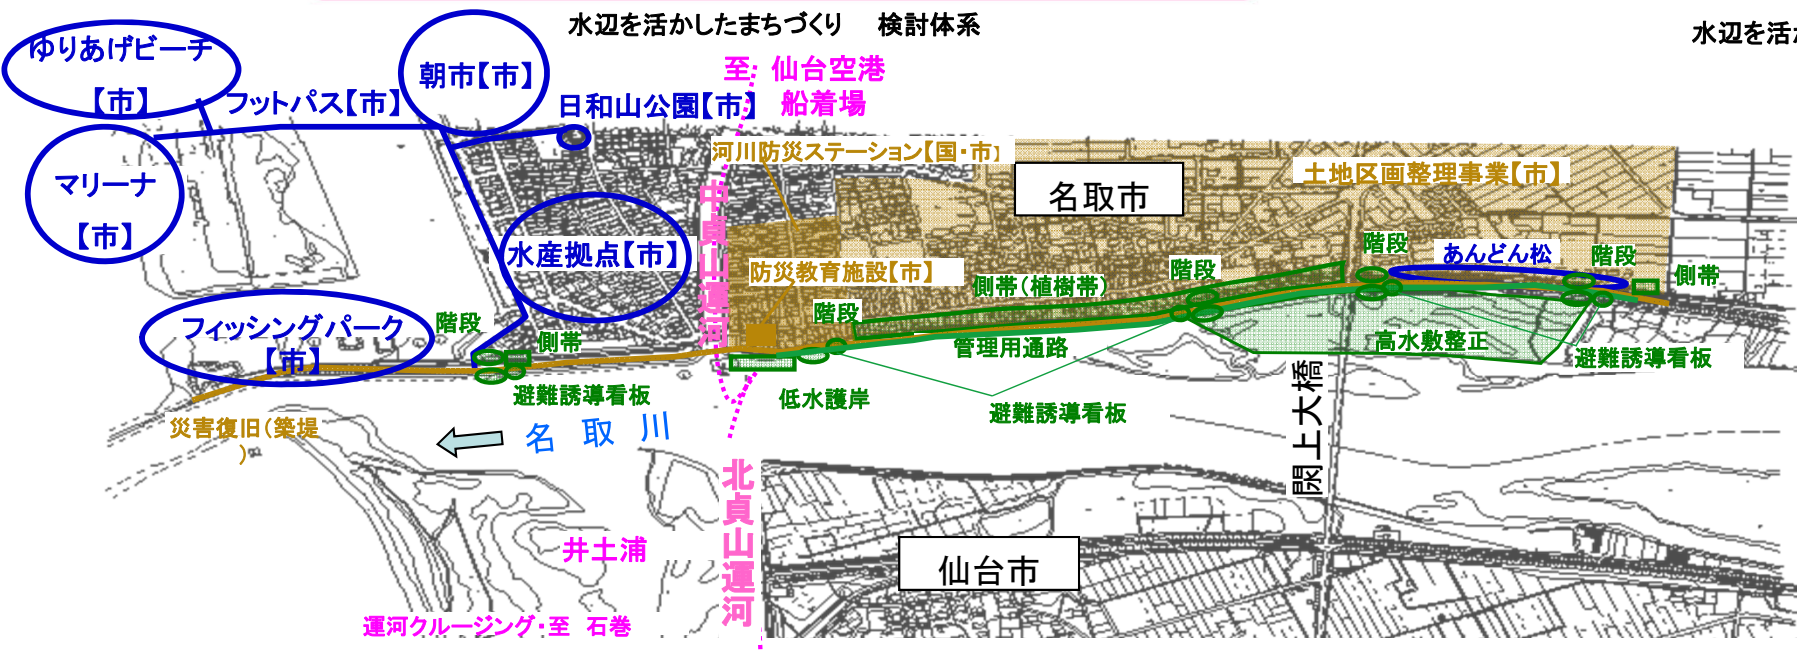 水辺を活かしたまちづくり 検討体系
水辺を活か
ゆりあげビーチ
【市】
フットパス【市】
朝市【市】
日和山公園【市】
至 仙台空港
船着場
マリーナ
【市】
河川防災ステーション【国・市】
名取市
土地区画整理事業【市】
中貞山運河
水産拠点【市】
防災教育施設【市】
側帯(植樹帯)
階段
階段
あんどん松
階段
側帯
フィッシングパーク
【市】
階段
側帯
階段
管理用通路
高水敷整正
避難誘導看板
避難誘導看板
低水護岸
避難誘導看板
災害復旧(築堤
)
名取川
閖上大橋
北貞山運河
井土浦
仙台市
運河クルージング・至 石巻